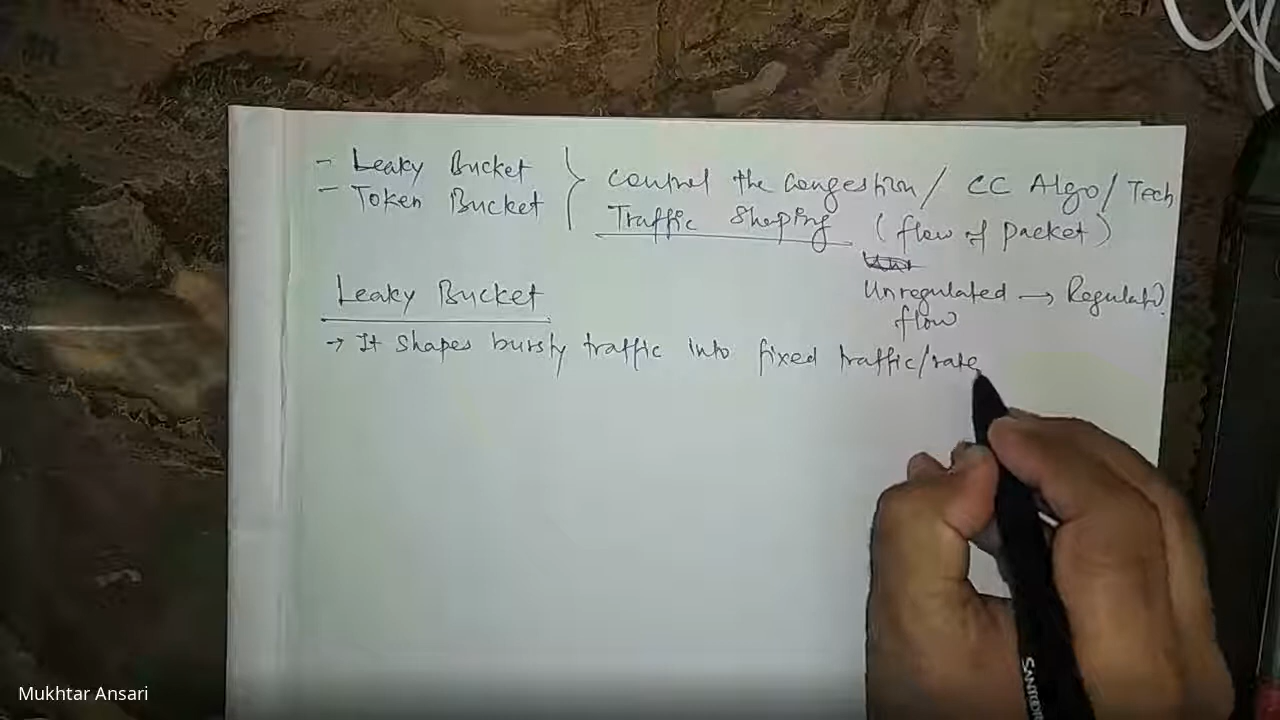 - Leaky Bucket
- Token Bucket
control the congestion / CC Algo / Tech
Traffic Shaping (flow of packet)
Unregulated → Regulated
flow
Leaky Bucket
→ It shapes bursty traffic into fixed traffic/rate
SANTOOR
Mukhtar Ansari